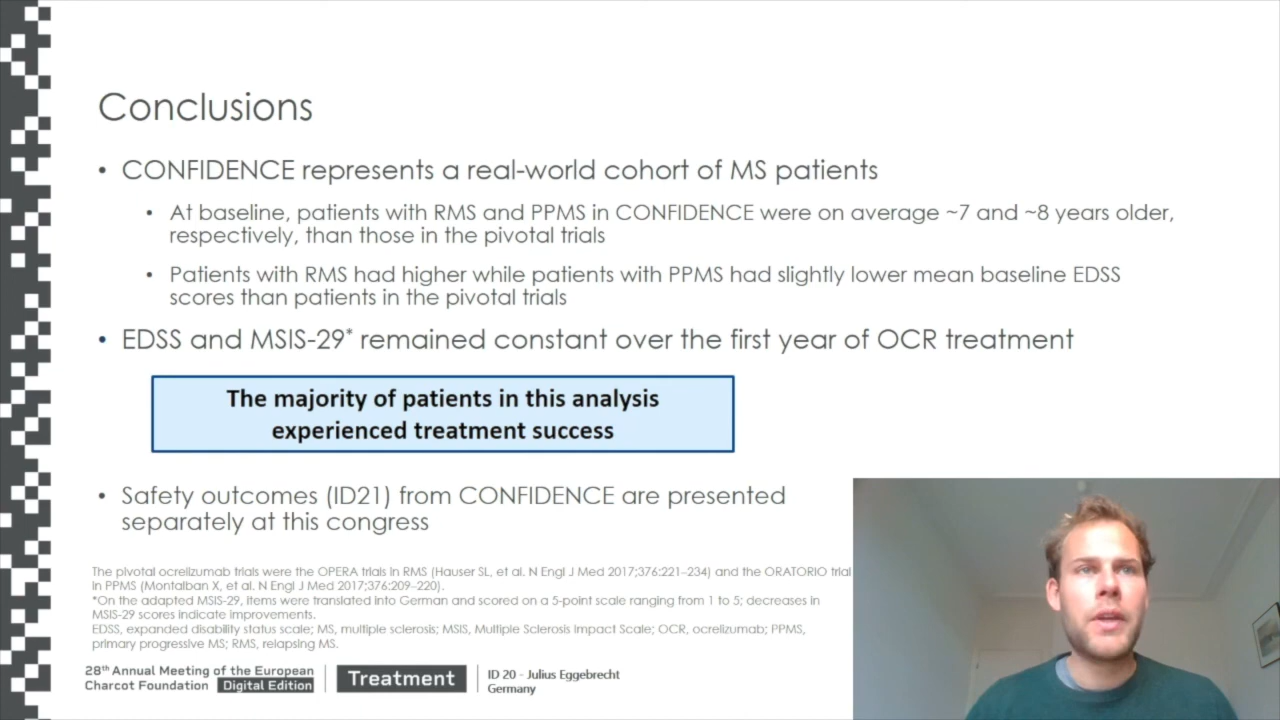 Conclusions
• CONFIDENCE represents a real-world cohort of MS patients
• At baseline, patients with RMS and PPMS in CONFIDENCE were on average ~7 and ~8 years older,
respectively, than those in the pivotal trials
• Patients with RMS had higher while patients with PPMS had slightly lower mean baseline EDSS
scores than patients in the pivotal trials
• EDSS and MSIS-29* remained constant over the first year of OCR treatment
The majority of patients in this analysis
experienced treatment success
• Safety outcomes (ID21) from CONFIDENCE are presented
separately at this congress
The pivotal ocrelizumab trials were the OPERA trials in RMS (Hauser SL, et al. N Engl J Med 2017;376:221–234) and the ORATORIO trial
in PPMS (Montalban X, et al. N Engl J Med 2017;376:209–220).
*On the adapted MSIS-29, items were translated into German and scored on a 5-point scale ranging from 1 to 5; decreases in
MSIS-29 scores indicate improvements.
EDSS, expanded disability status scale; MS, multiple sclerosis; MSIS, Multiple Sclerosis Impact Scale; OCR, ocrelizumab; PPMS,
primary progressive MS; RMS, relapsing MS.
28th Annual Meeting of the European
Charcot Foundation Digital Edition
Treatment
ID 20 - Julius Eggebrecht
Germany